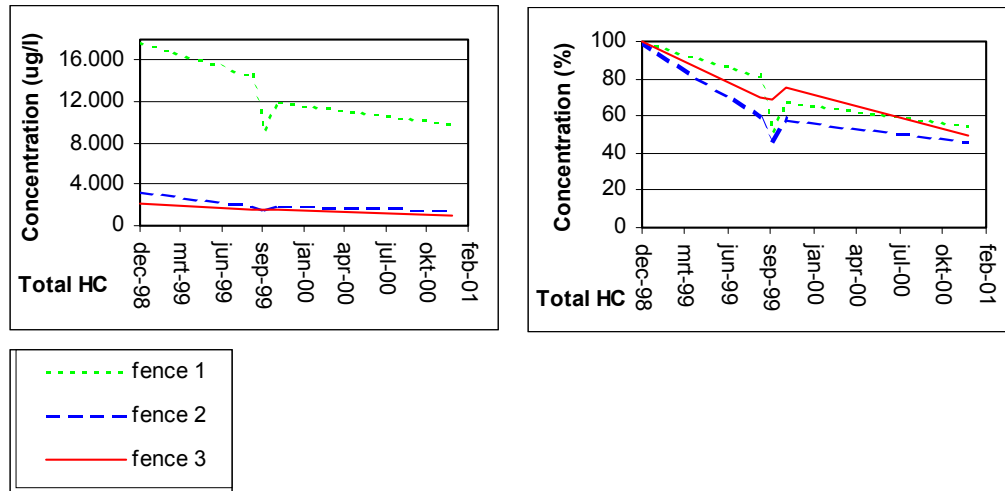 Concentration (ug/l)
16.000
12.000
8.000
4.000
0
dec-98
mrt-99
jun-99
sep-99
jan-00
apr-00
jul-00
okt-00
feb-01
Total HC
Concentration (%)
100
80
60
40
20
0
dec-98
mrt-99
jun-99
sep-99
jan-00
apr-00
jul-00
okt-00
feb-01
Total HC
fence 1
fence 2
fence 3